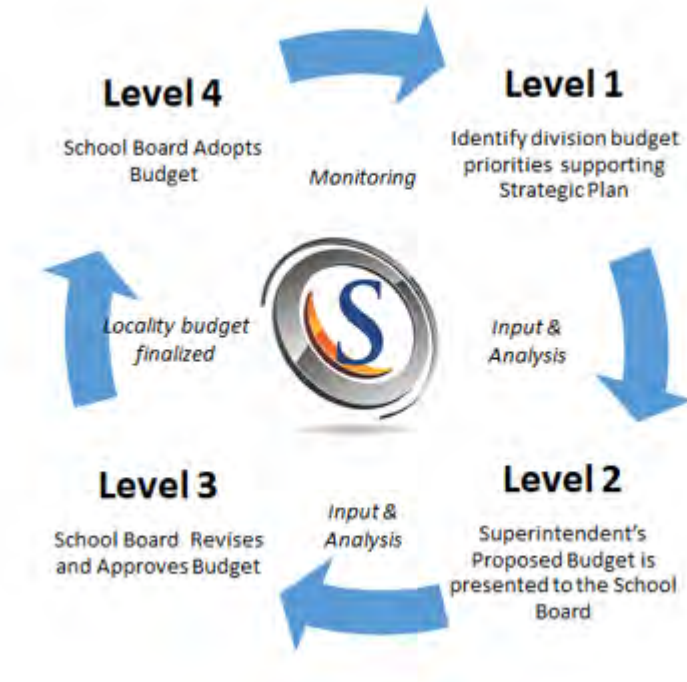 Level 4
School Board Adopts
Budget
Monitoring
Level 1
Identify division budget
priorities supporting
Strategic Plan
Input &
Analysis
Level 2
Superintendent's
Proposed Budget is
presented to the School
Board
Input &
Analysis
Level 3
School Board Revises
and Approves Budget
Locality budget
finalized
S